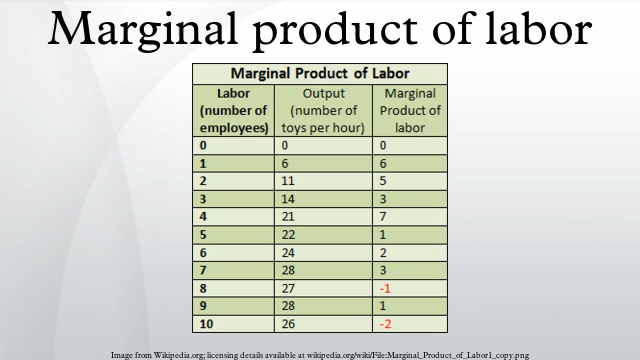 Marginal product of labor
Marginal Product of Labor
Labor (number of employees) Output (number of toys per hour) Marginal Product of labor
0 0 0
1 6 6
2 11 5
3 14 3
4 21 7
5 22 1
6 24 2
7 28 3
8 27 -1
9 28 1
10 26 -2
Image from Wikipedia.org; licensing details available at wikipedia.org/wiki/File:Marginal_Product_of_Labor1_copy.png